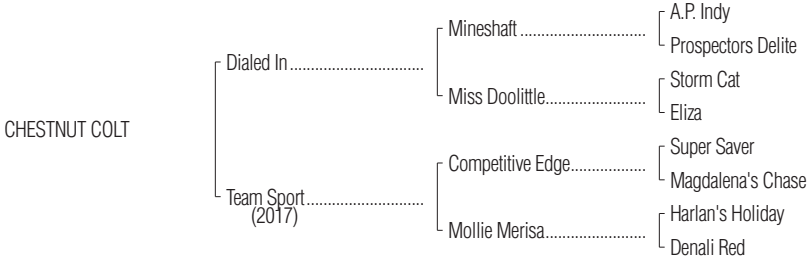 A.P. Indy
Mineshaft
Prospectors Delite
Dialed In
Storm Cat
Miss Doolittle
Eliza
CHESTNUT COLT
Super Saver
Competitive Edge
Magdalena's Chase
Team Sport
(2017)
Harlan's Holiday
Mollie Merisa
Denali Red